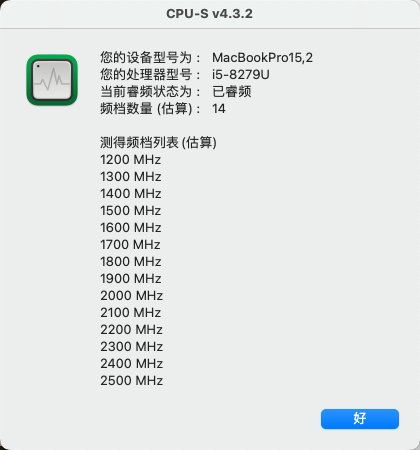 CPU-S v4.3.2
您的设备型号为： MacBookPro15,2
您的处理器型号： i5-8279U
当前睿频状态为： 已睿频
频档数量 (估算)： 14
测得频档列表 (估算)
1200 MHz
1300 MHz
1400 MHz
1500 MHz
1600 MHz
1700 MHz
1800 MHz
1900 MHz
2000 MHz
2100 MHz
2200 MHz
2300 MHz
2400 MHz
2500 MHz
好